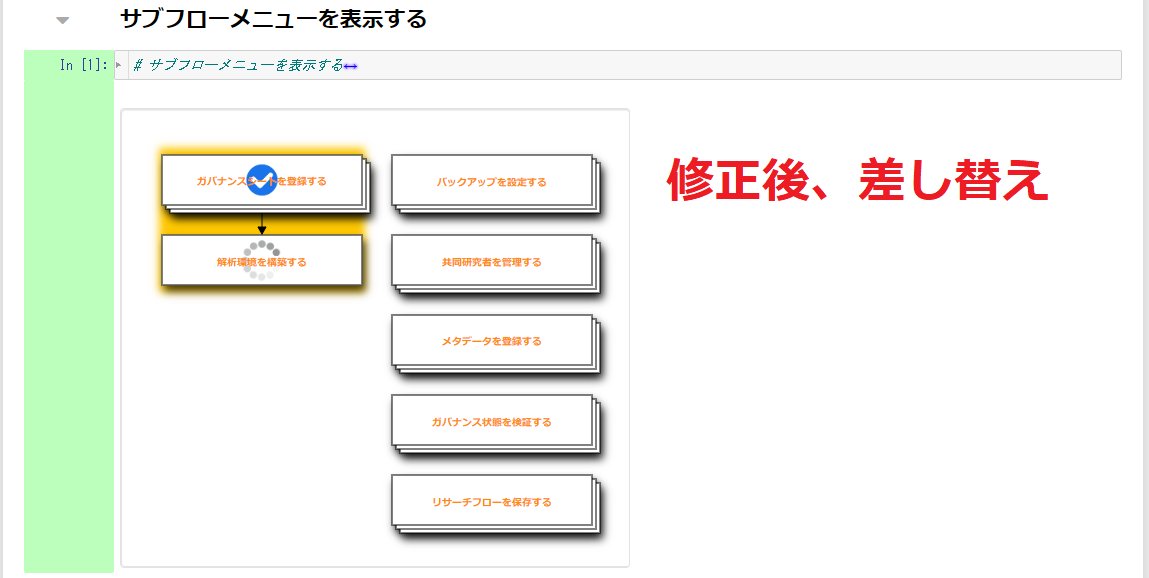 サブフローメニューを表示する
In [1]:
# サブフローメニューを表示する
ガバナンスシートを登録する
解析環境を構築する
バックアップを設定する
共同研究者を管理する
メタデータを登録する
ガバナンス状態を検証する
リサーチフローを保存する
修正後、差し替え